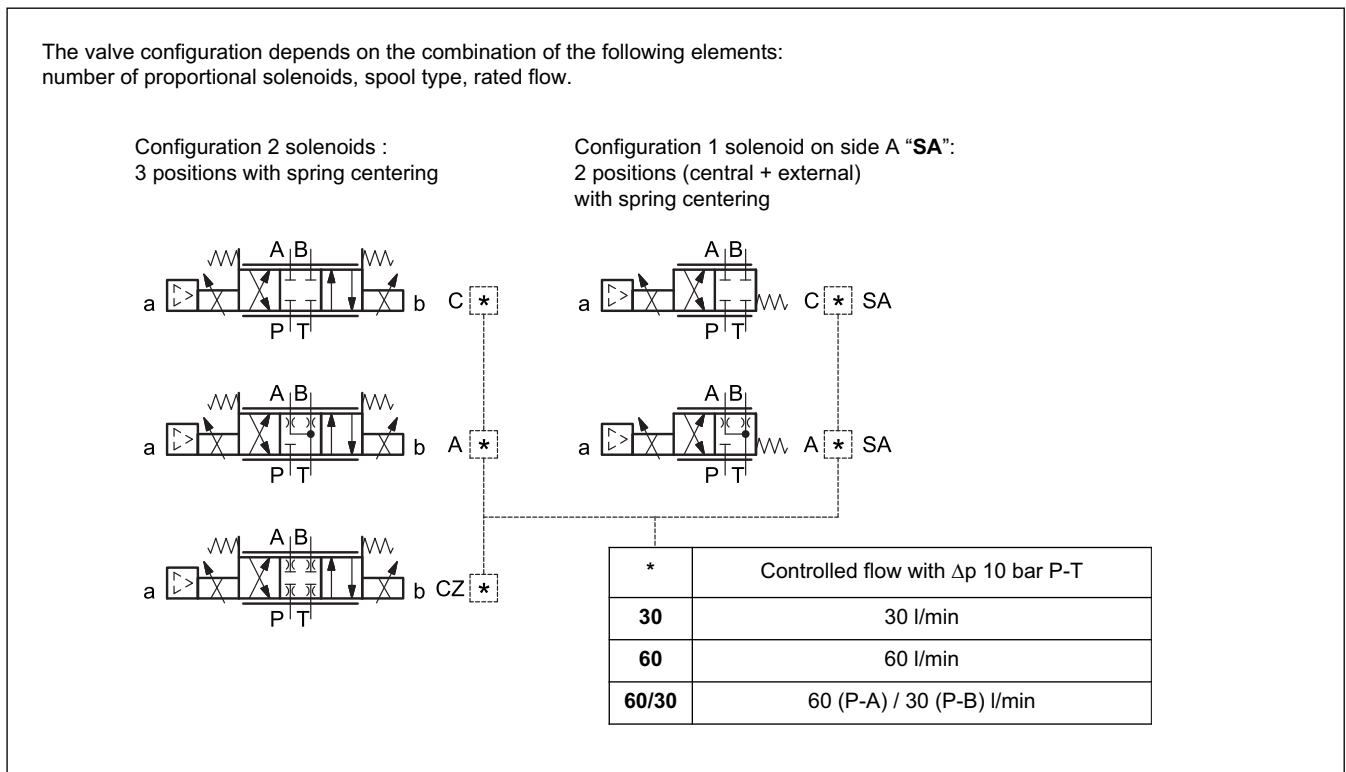 The valve configuration depends on the combination of the following elements:
number of proportional solenoids, spool type, rated flow.
Configuration 2 solenoids :
3 positions with spring centering
Configuration 1 solenoid on side A “SA”:
2 positions (central + external)
with spring centering
A B
a b C *
P T
A B
a C * SA
P T
A B
a b A *
P T
A B
a A * SA
P T
A B
a b CZ *
P T
* Controlled flow with Δp 10 bar P-T
30 30 l/min
60 60 l/min
60/30 60 (P-A) / 30 (P-B) l/min